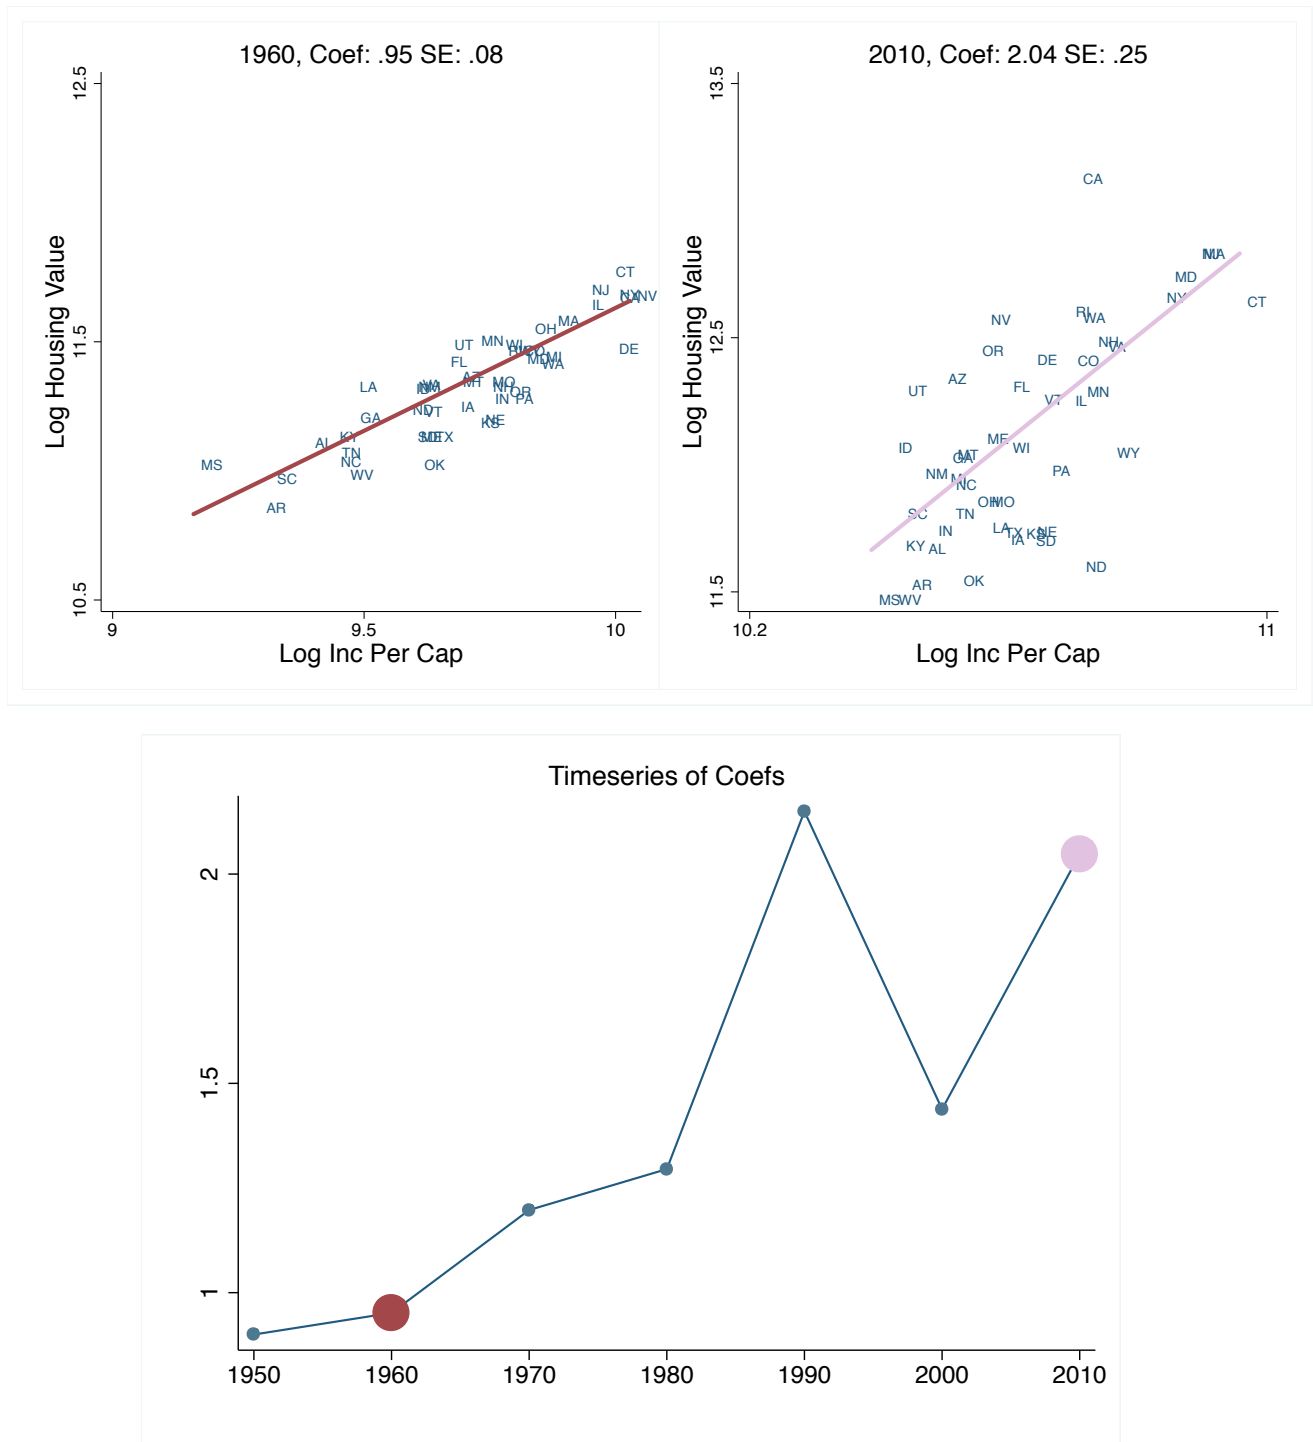 1960, Coef: .95 SE: .08
12.5
11.5
10.5
Log Housing Value
CT
NJ
NV
IL
MA
OH
MN
UT
WI
DE
FL
MI
WA
LA
MO
NH
OR
IN
PA
IA
VT
GA
NE
AL
KY
TX
TN
NC
OK
MS
WV
SC
AR
9
9.5
10
Log Inc Per Cap
2010, Coef: 2.04 SE: .25
13.5
12.5
11.5
Log Housing Value
CA
MA
MD
NY
CT
RI
WA
NV
NH
VA
OR
DE
CO
AZ
FL
UT
MN
VT
IL
ME
WI
ID
MT
GA
WY
PA
NM
NC
OH
MO
SC
TN
LA
TX
KS
NE
IN
IA
SD
KY
AL
ND
OK
AR
MS
WV
10.2
11
Log Inc Per Cap
Timeseries of Coefs
2
1.5
1
1950 1960 1970 1980 1990 2000 2010